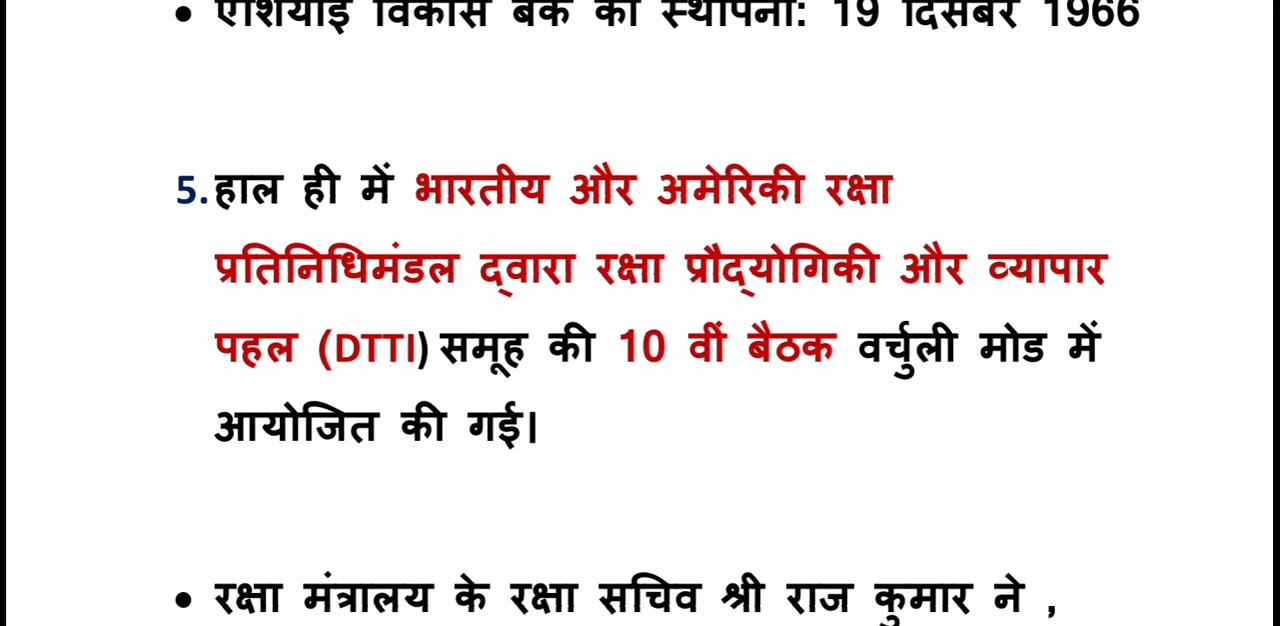 • एशियाई विकास बैंक की स्थापना: 19 दिसंबर 1966
5. हाल ही में भारतीय और अमेरिकी रक्षा
प्रतिनिधिमंडल द्वारा रक्षा प्रौद्योगिकी और व्यापार
पहल (DTTI) समूह की 10 वीं बैठक वर्चुली मोड में
आयोजित की गई।
• रक्षा मंत्रालय के रक्षा सचिव श्री राज कुमार ने ,